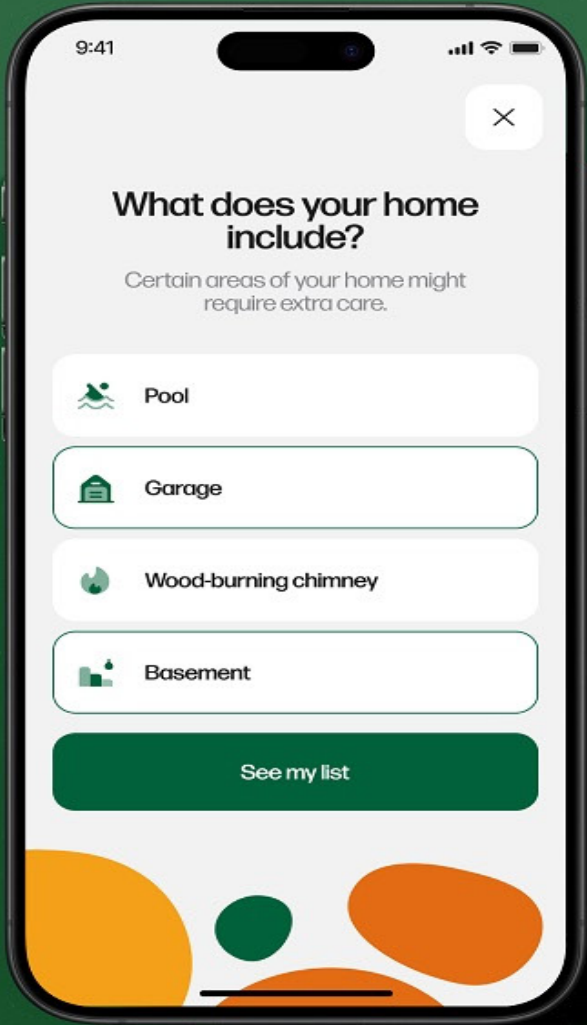 9:41
What does your home
include?
Certain areas of your home might
require extra care.
Pool
Garage
Wood-burning chimney
Basement
See my list